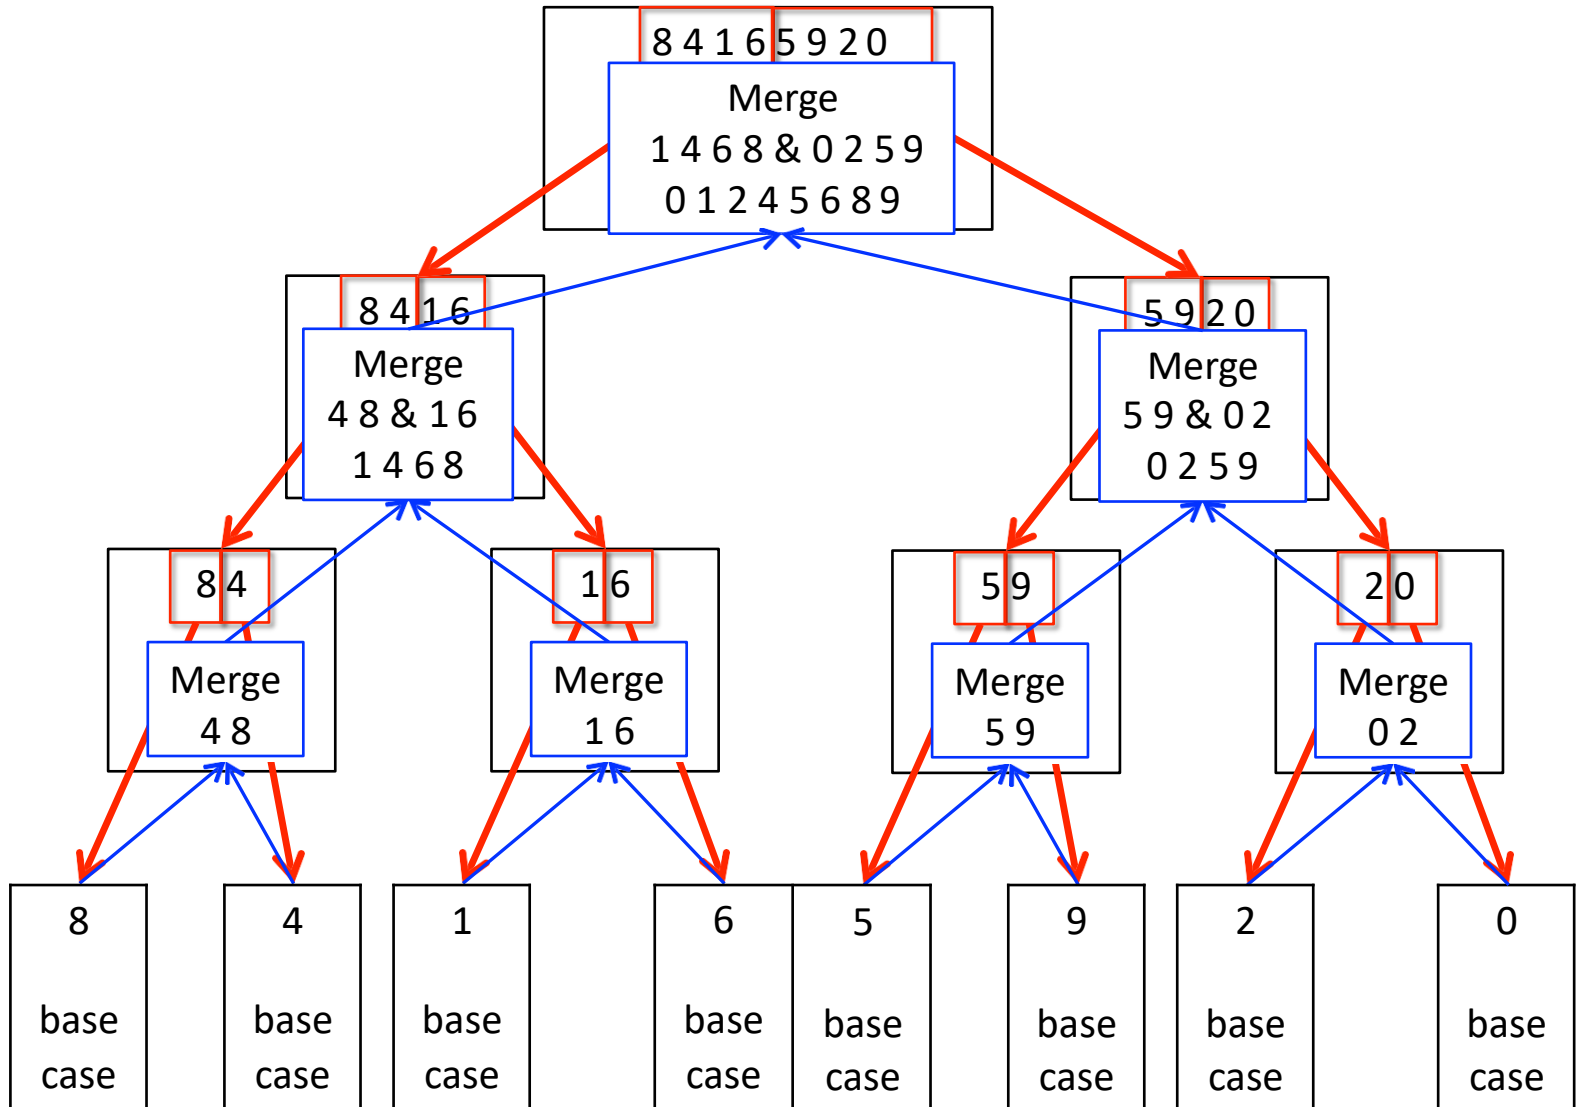 8 4 1 6 5 9 2 0
Merge
1 4 6 8 & 0 2 5 9
0 1 2 4 5 6 8 9
8 4 1 6
Merge
4 8 & 1 6
1 4 6 8
5 9 2 0
Merge
5 9 & 0 2
0 2 5 9
8 4
Merge
4 8
1 6
Merge
1 6
5 9
Merge
5 9
2 0
Merge
0 2
8
base
case
4
base
case
1
base
case
6
base
case
5
base
case
9
base
case
2
base
case
0
base
case